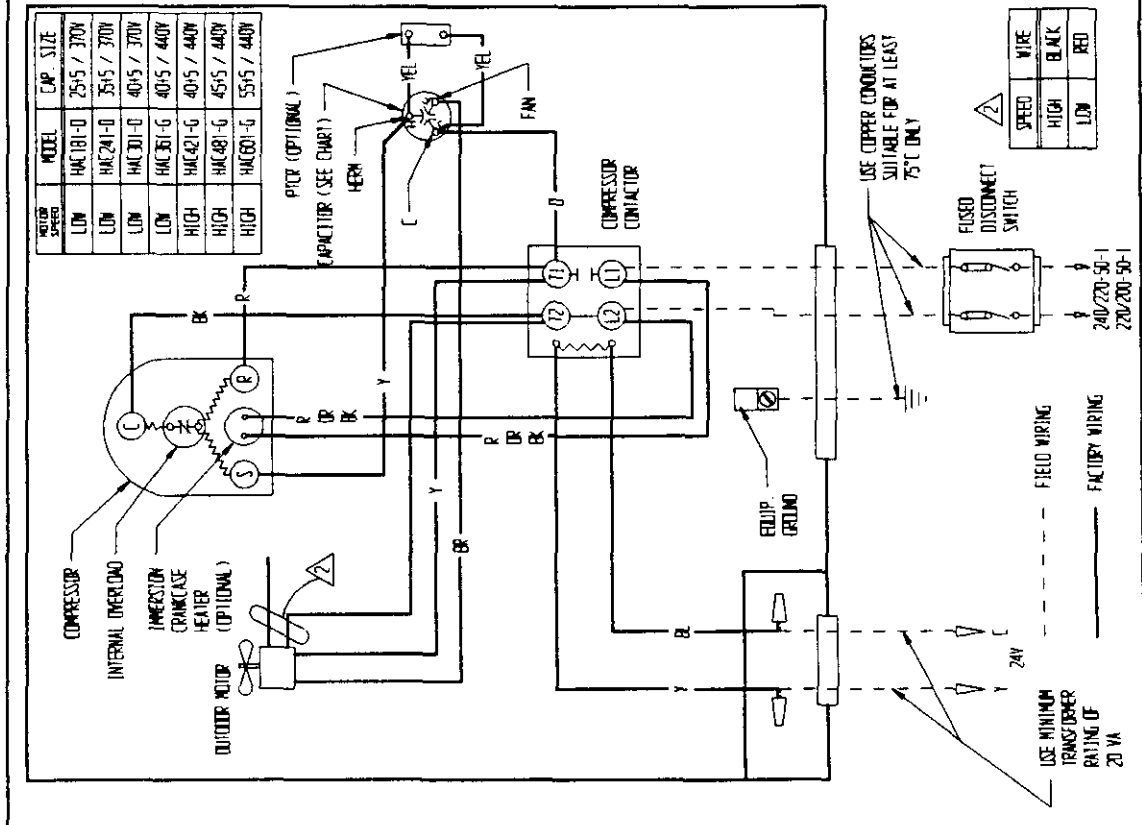 MOTOR SPEED MODEL CAP. SIZE
LOW HAC181-D 25+5 / 370V
LOW HAC241-D 35+5 / 370V
LOW HAC301-D 40+5 / 370V
LOW HAC361-G 40+5 / 440V
HIGH HAC421-G 40+5 / 440V
HIGH HAC481-G 45+5 / 440V
HIGH HAC601-G 55+5 / 440V
COMPRESSOR
INTERNAL OVERLOAD
IMMERSION
CRANKCASE
HEATER
(OPTIONAL)
OUTDOOR MOTOR
2
C
S
R
PTCR (OPTIONAL)
CAPACITOR (SEE CHART)
HERM
C
FAN
YEL
YEL
R
BK
Y
R OR BK
R OR BK
Y
BR
COMPRESSOR
CONTACTOR
T1
L1
T2
L2
EQUIP.
GROUND
BL
Y
USE COPPER CONDUCTORS
SUITABLE FOR AT LEAST
75°C ONLY
2
SPEED WIRE
HIGH BLACK
LOW RED
FUSED
DISCONNECT
SWITCH
240/220-50-1
220/200-50-1
FIELD WIRING
FACTORY WIRING
C
24V
Y
USE MINIMUM
TRANSFORMER
RATING OF
20 VA